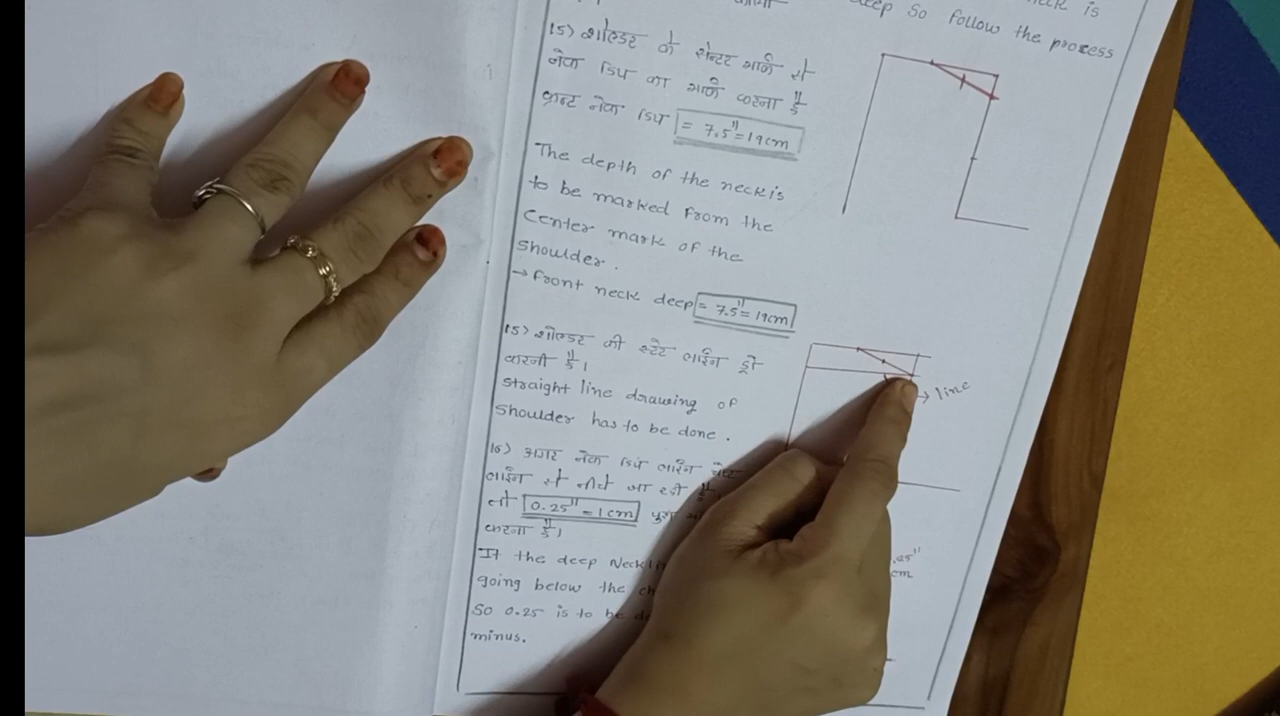 is
deep so follow the process
15) शोल्डर के सेन्टर मार्क से
नेक डिप का मार्क करना है
फ्रन्ट नेक डिप = 7.5" = 19cm
The depth of the neck is
to be marked from the
center mark of the
shoulder.
→ front neck deep = 7.5" = 19cm
15) शोल्डर की स्टेट लाईन ड्रॉ
करनी है।
straight line drawing of
shoulder has to be done.
→ line
16) अगर नेक डिप लाईन
लाईन से नीचे जा रही है,
तो 0.25" = 1cm
करना है।
If the deep Neck
going below the
So 0.25 is to be
minus.
.25"
cm